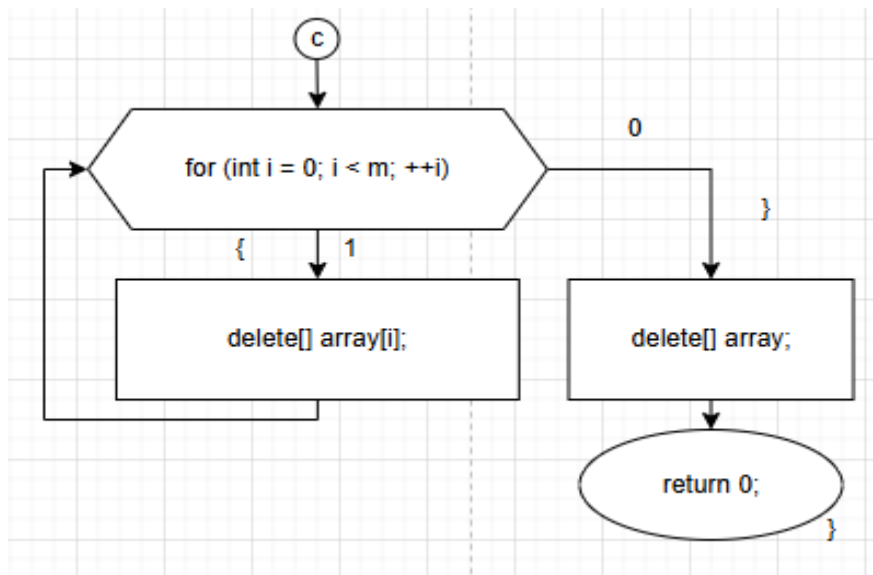 c
for (int i = 0; i < m; ++i)
0
}
{
1
delete[] array[i];
delete[] array;
return 0;
}